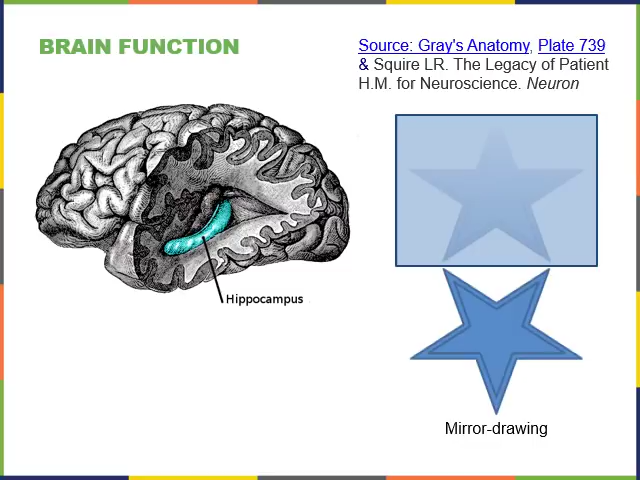 BRAIN FUNCTION
Source: Gray's Anatomy, Plate 739
& Squire LR. The Legacy of Patient
H.M. for Neuroscience. Neuron
Hippocampus
Mirror-drawing